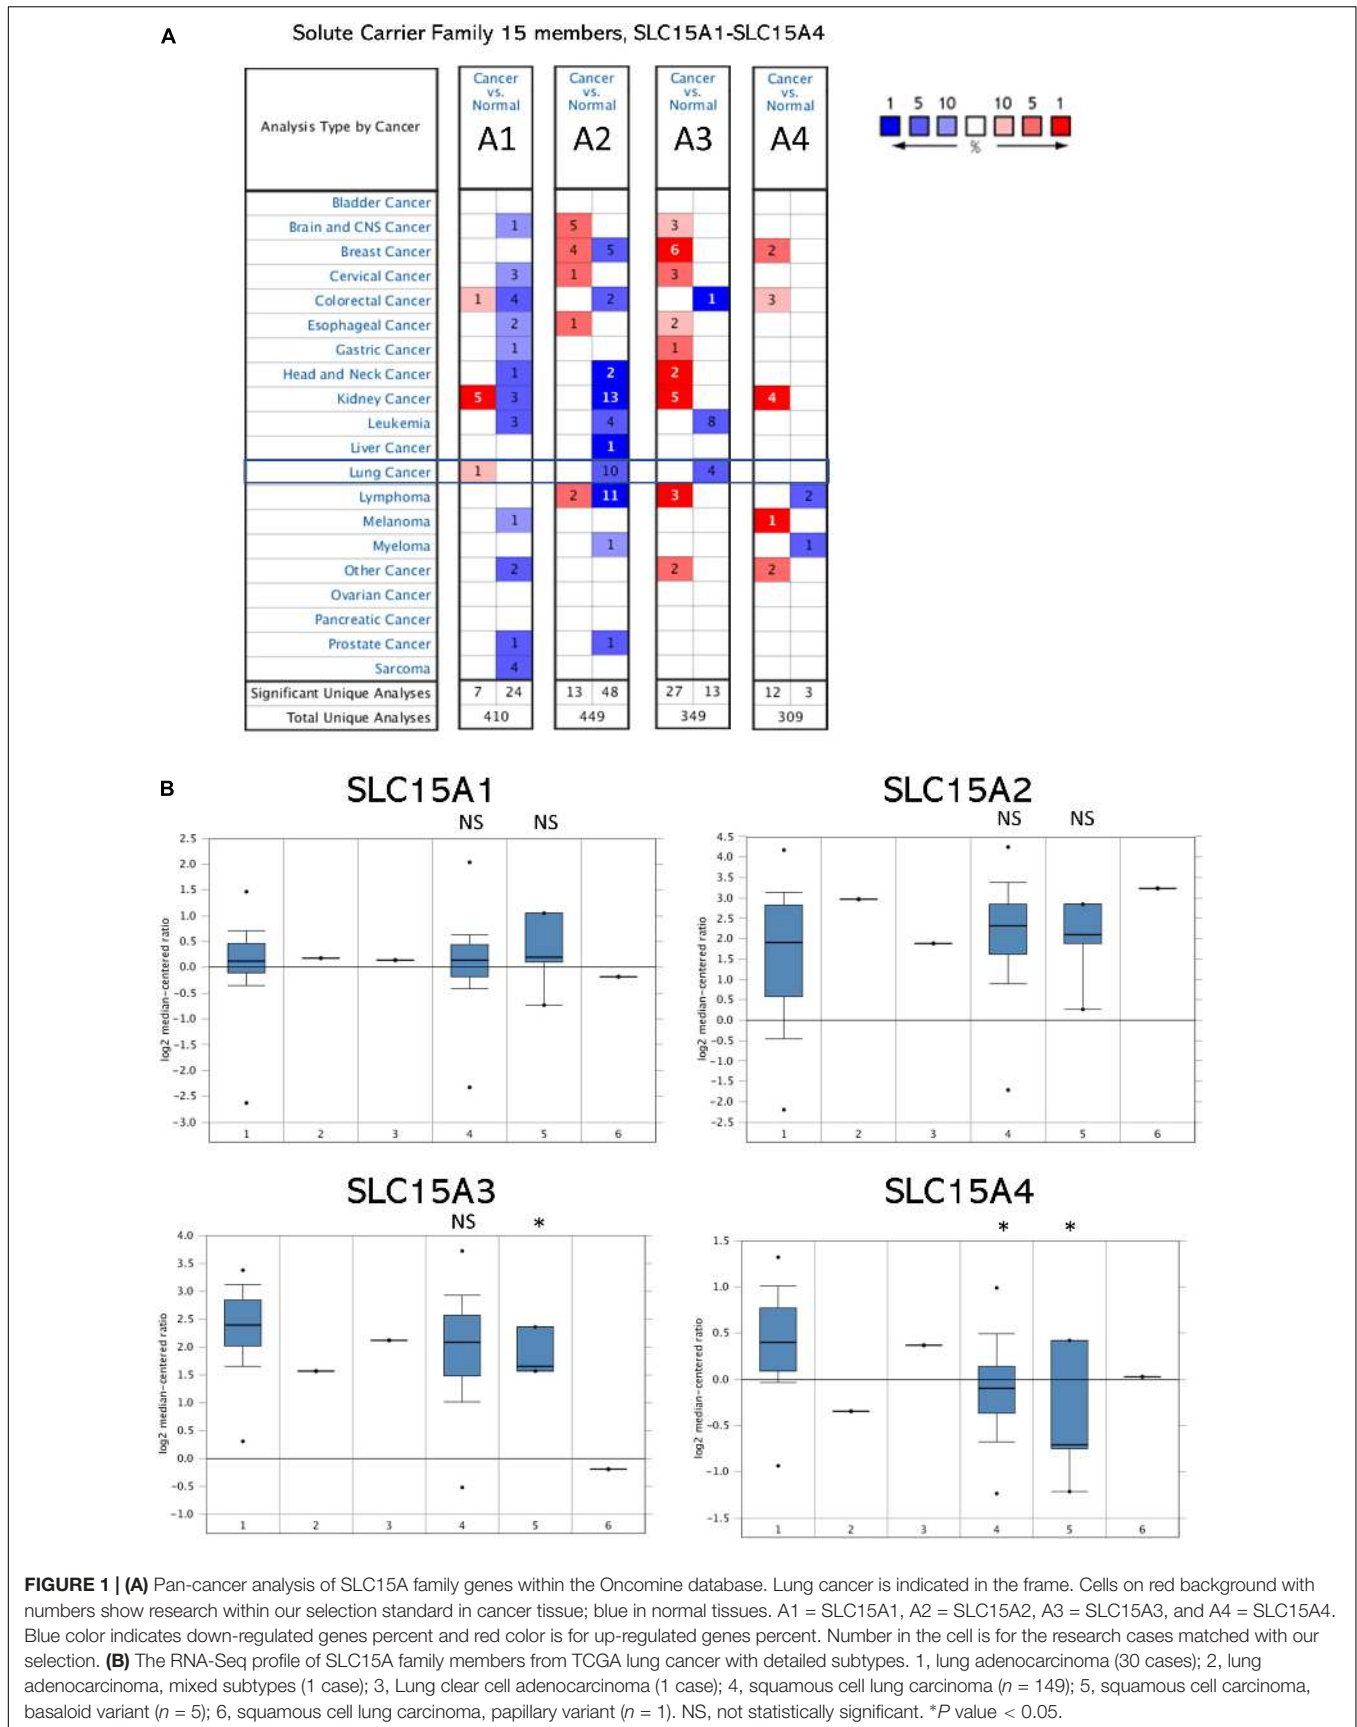 A
Solute Carrier Family 15 members, SLC15A1-SLC15A4
Analysis Type by Cancer
Cancer vs. Normal A1
Cancer vs. Normal A2
Cancer vs. Normal A3
Cancer vs. Normal A4
1 5 10 10 5 1
%
Bladder Cancer
Brain and CNS Cancer 1 5 3
Breast Cancer 4 5 6 2
Cervical Cancer 3 1 3
Colorectal Cancer 1 4 2 1 3
Esophageal Cancer 2 1 2
Gastric Cancer 1 1
Head and Neck Cancer 1 2 2
Kidney Cancer 5 3 13 5 4
Leukemia 3 4 8
Liver Cancer 1
Lung Cancer 1 10 4
Lymphoma 2 11 3 2
Melanoma 1 1
Myeloma 1 1
Other Cancer 2 2 2
Ovarian Cancer
Pancreatic Cancer
Prostate Cancer 1 1
Sarcoma 4
Significant Unique Analyses 7 24 13 48 27 13 12 3
Total Unique Analyses 410 449 349 309
B
SLC15A1
NS NS
log2 median-centered ratio
2.5
2.0
1.5
1.0
0.5
0.0
-0.5
-1.0
-1.5
-2.0
-2.5
-3.0
1 2 3 4 5 6
SLC15A2
NS NS
log2 median-centered ratio
4.5
4.0
3.5
3.0
2.5
2.0
1.5
1.0
0.5
0.0
-0.5
-1.0
-1.5
-2.0
-2.5
1 2 3 4 5 6
SLC15A3
NS *
log2 median-centered ratio
4.0
3.5
3.0
2.5
2.0
1.5
1.0
0.5
0.0
-0.5
-1.0
1 2 3 4 5 6
SLC15A4
* *
log2 median-centered ratio
1.5
1.0
0.5
0.0
-0.5
-1.0
-1.5
1 2 3 4 5 6
FIGURE 1 | (A) Pan-cancer analysis of SLC15A family genes within the Oncomine database. Lung cancer is indicated in the frame. Cells on red background with
numbers show research within our selection standard in cancer tissue; blue in normal tissues. A1 = SLC15A1, A2 = SLC15A2, A3 = SLC15A3, and A4 = SLC15A4.
Blue color indicates down-regulated genes percent and red color is for up-regulated genes percent. Number in the cell is for the research cases matched with our
selection. (B) The RNA-Seq profile of SLC15A family members from TCGA lung cancer with detailed subtypes. 1, lung adenocarcinoma (30 cases); 2, lung
adenocarcinoma, mixed subtypes (1 case); 3, Lung clear cell adenocarcinoma (1 case); 4, squamous cell lung carcinoma (n = 149); 5, squamous cell carcinoma,
basaloid variant (n = 5); 6, squamous cell lung carcinoma, papillary variant (n = 1). NS, not statistically significant. *P value < 0.05.